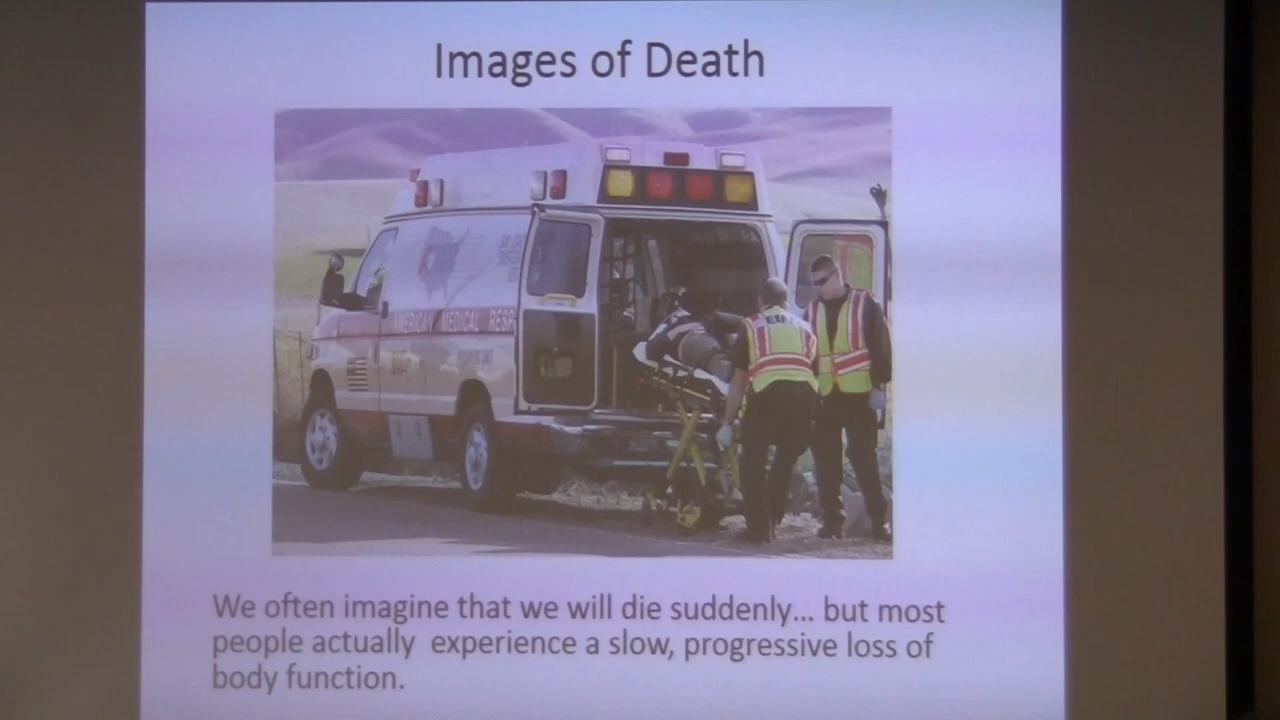 Images of Death
AMERICAN MEDICAL RESP
We often imagine that we will die suddenly... but most
people actually experience a slow, progressive loss of
body function.